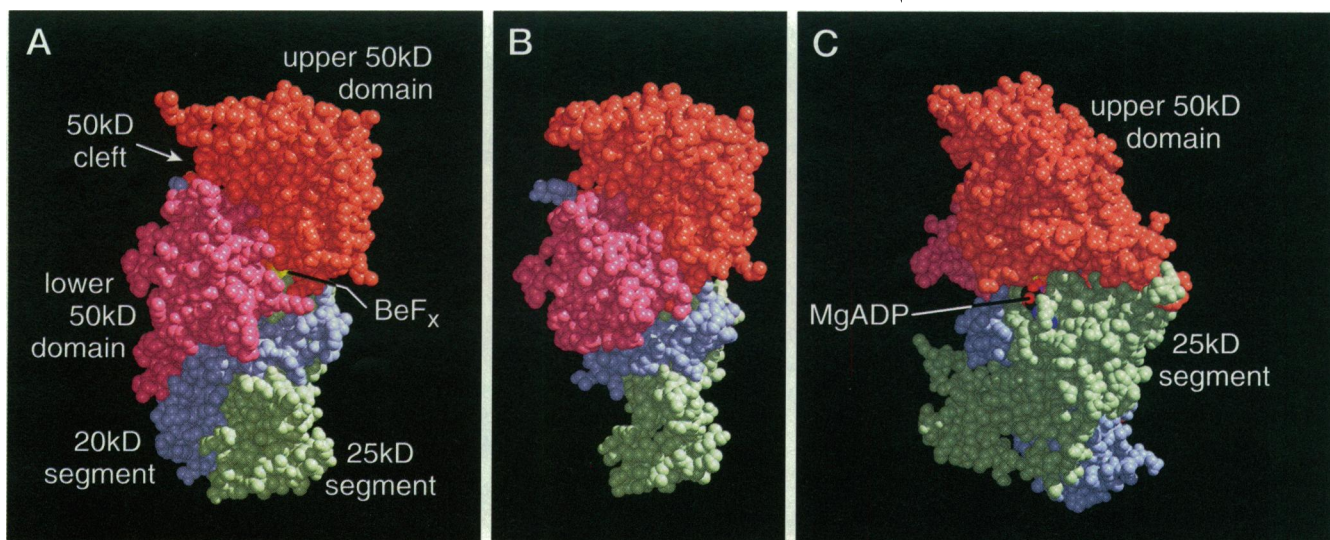 A
upper 50kD
domain
50kD
cleft
lower
50kD
domain
BeFx
20kD
segment
25kD
segment
B
C
upper 50kD
domain
MgADP
25kD
segment